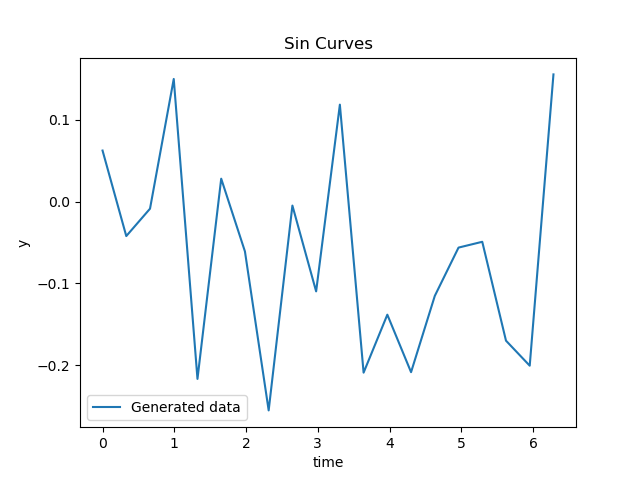 Sin Curves
y
0.1
0.0
−0.1
−0.2
Generated data
0 1 2 3 4 5 6
time